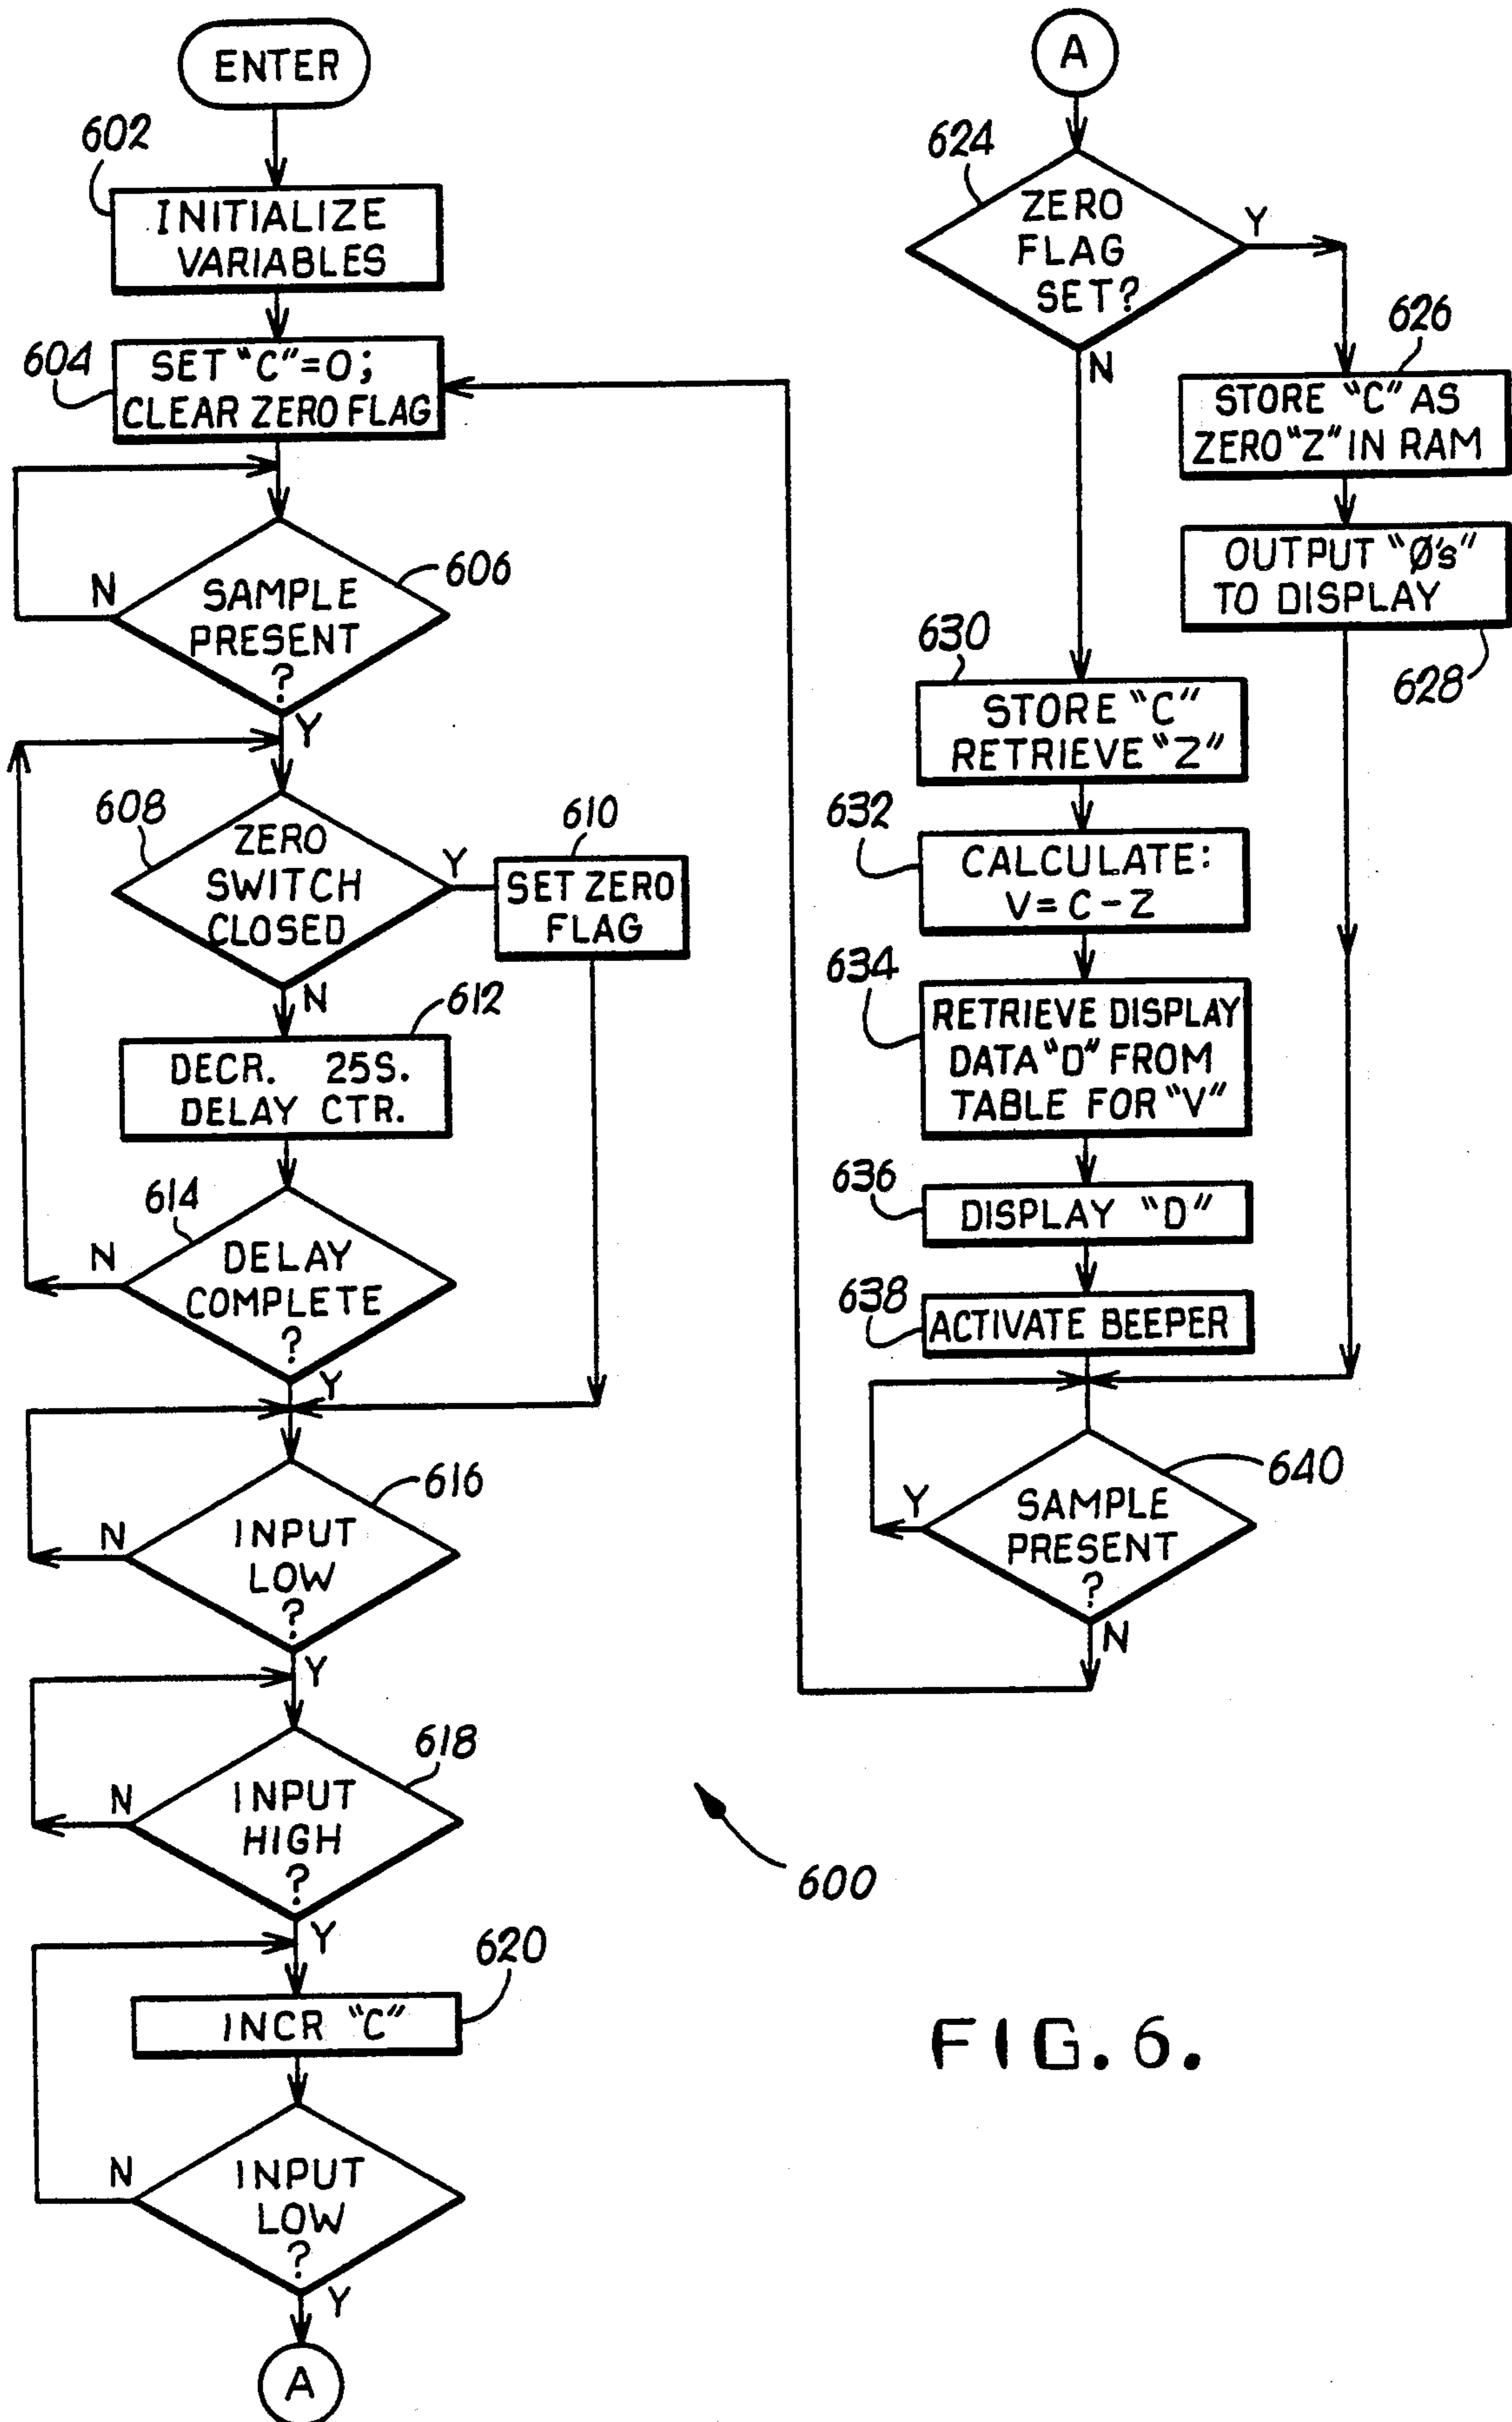 ENTER
602
INITIALIZE
VARIABLES
604
SET "C"=0;
CLEAR ZERO FLAG
606
N
SAMPLE
PRESENT
?
Y
608
ZERO
SWITCH
CLOSED
Y
610
SET ZERO
FLAG
N
612
DECR. 25S.
DELAY CTR.
614
N
DELAY
COMPLETE
?
Y
616
N
INPUT
LOW
?
Y
618
N
INPUT
HIGH
?
Y
620
INCR "C"
N
INPUT
LOW
?
Y
A
A
624
ZERO
FLAG
SET?
Y
N
626
STORE "C" AS
ZERO "Z" IN RAM
OUTPUT "Ø's"
TO DISPLAY
628
630
STORE "C"
RETRIEVE "Z"
632
CALCULATE:
V=C-Z
634
RETRIEVE DISPLAY
DATA "D" FROM
TABLE FOR "V"
636
DISPLAY "D"
638
ACTIVATE BEEPER
640
Y
SAMPLE
PRESENT
?
N
600
FIG. 6.